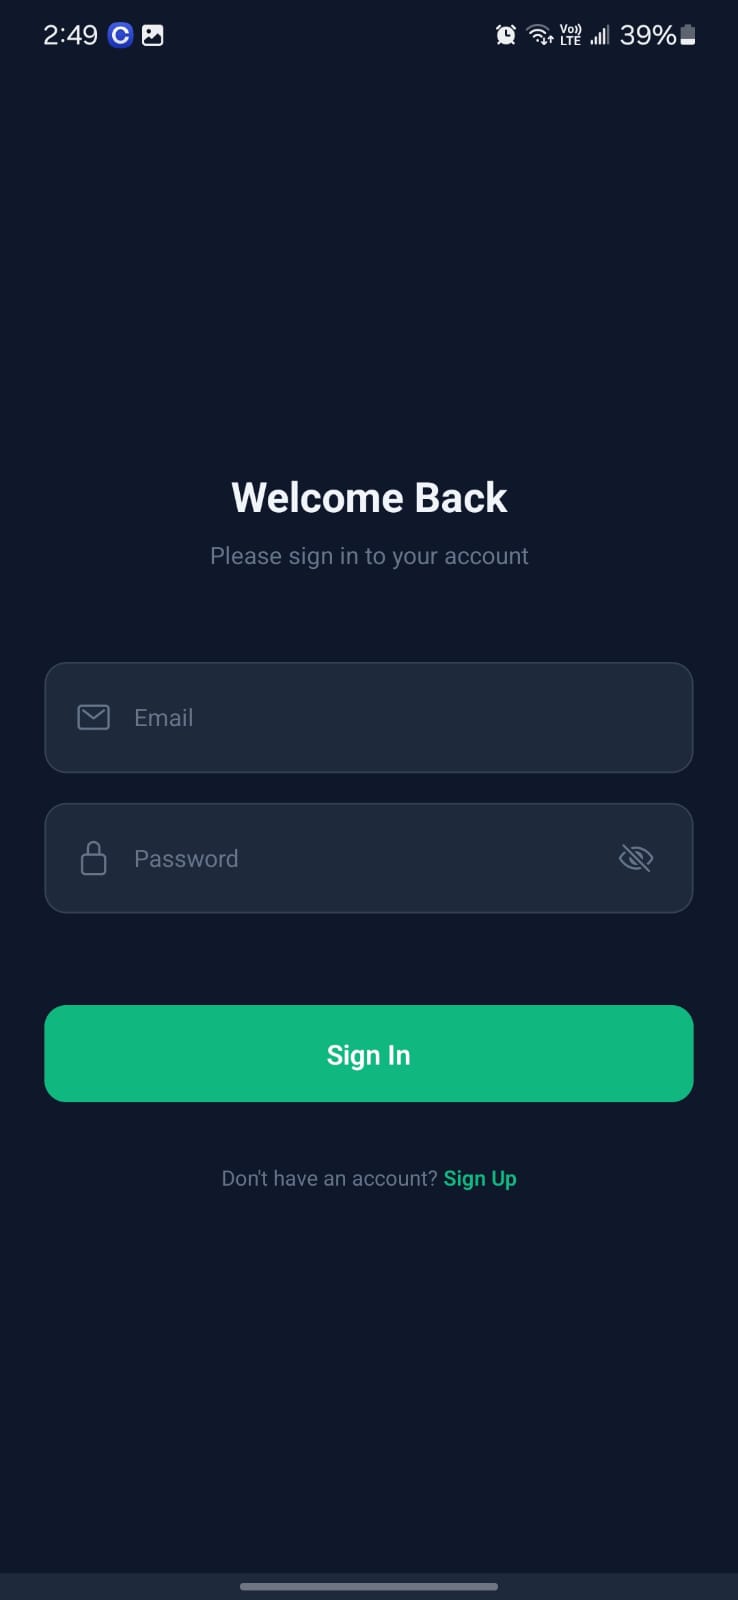 2:49 C Vo)) LTE 39%
Welcome Back
Please sign in to your account
Email
Password
Sign In
Don't have an account? Sign Up